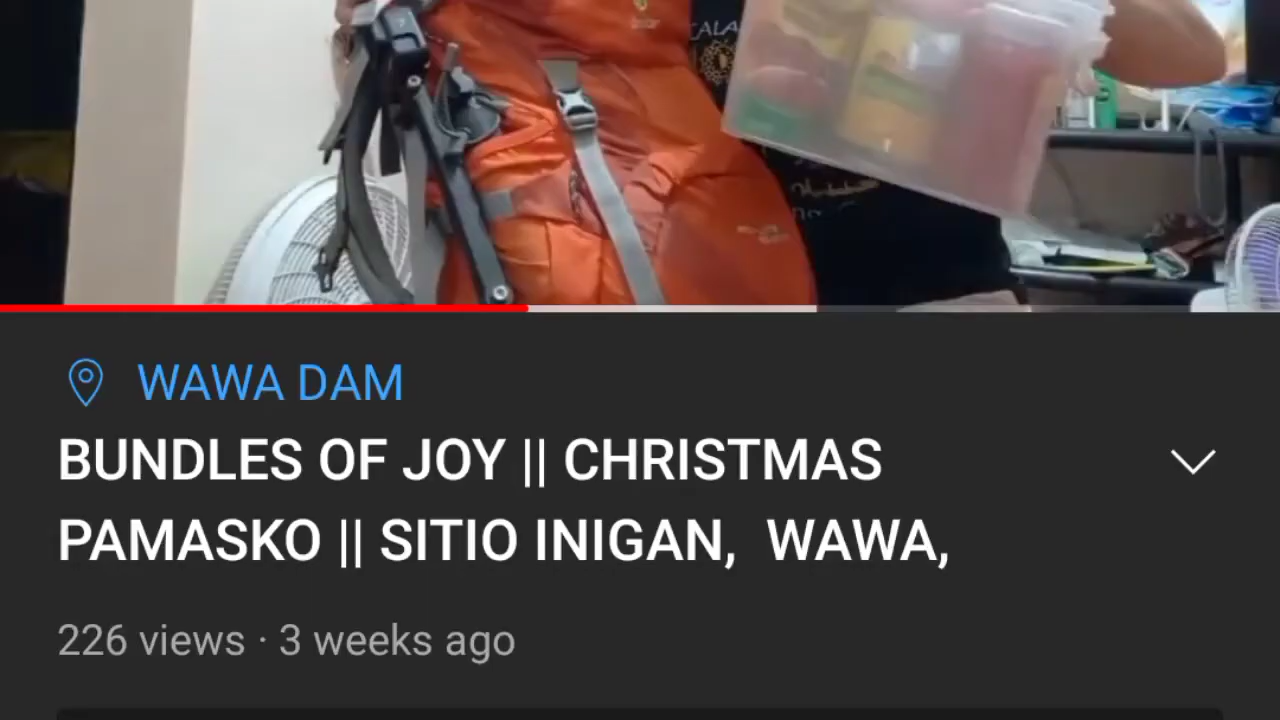 WAWA DAM
BUNDLES OF JOY || CHRISTMAS
PAMASKO || SITIO INIGAN,  WAWA,
226 views · 3 weeks ago